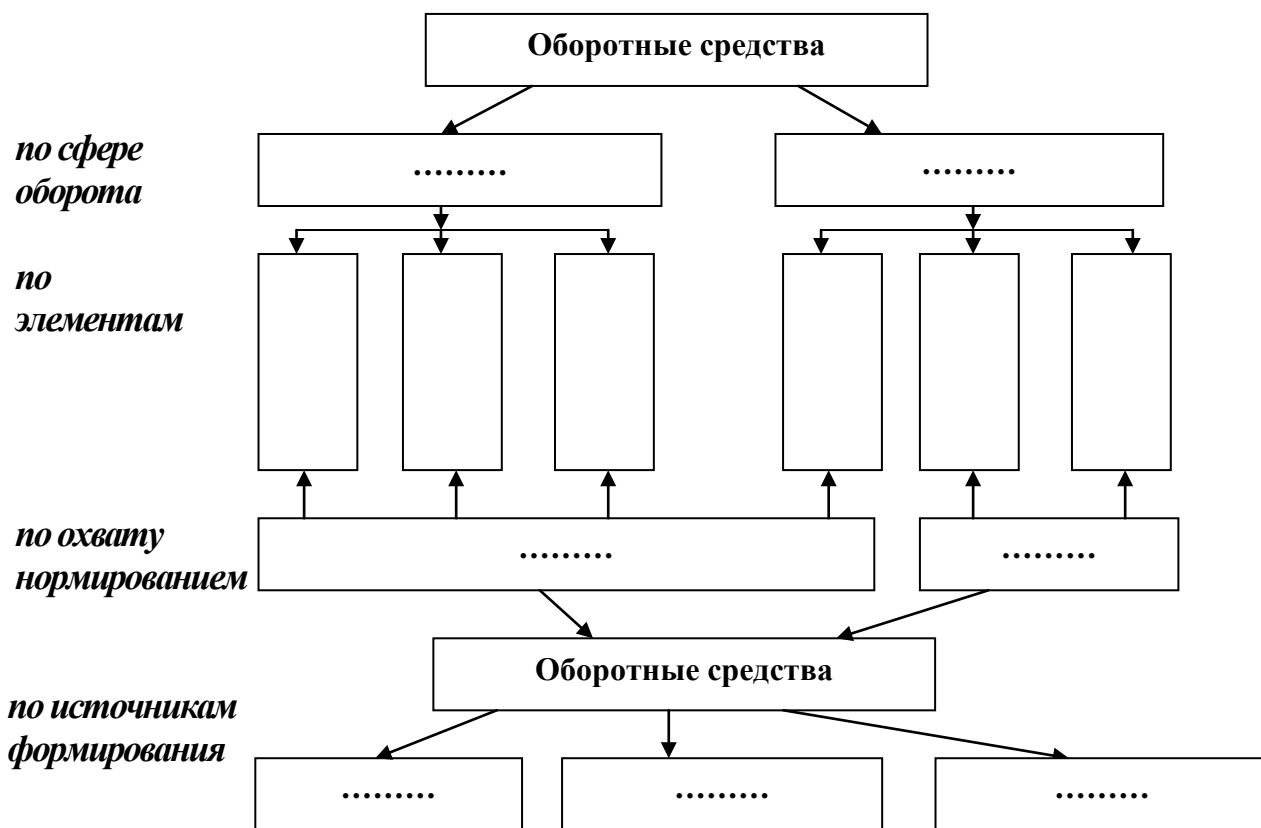 Оборотные средства
по сфере
оборота
.........
.........
по
элементам
по охвату
нормированием
.........
.........
Оборотные средства
по источникам
формирования
.........
.........
.........